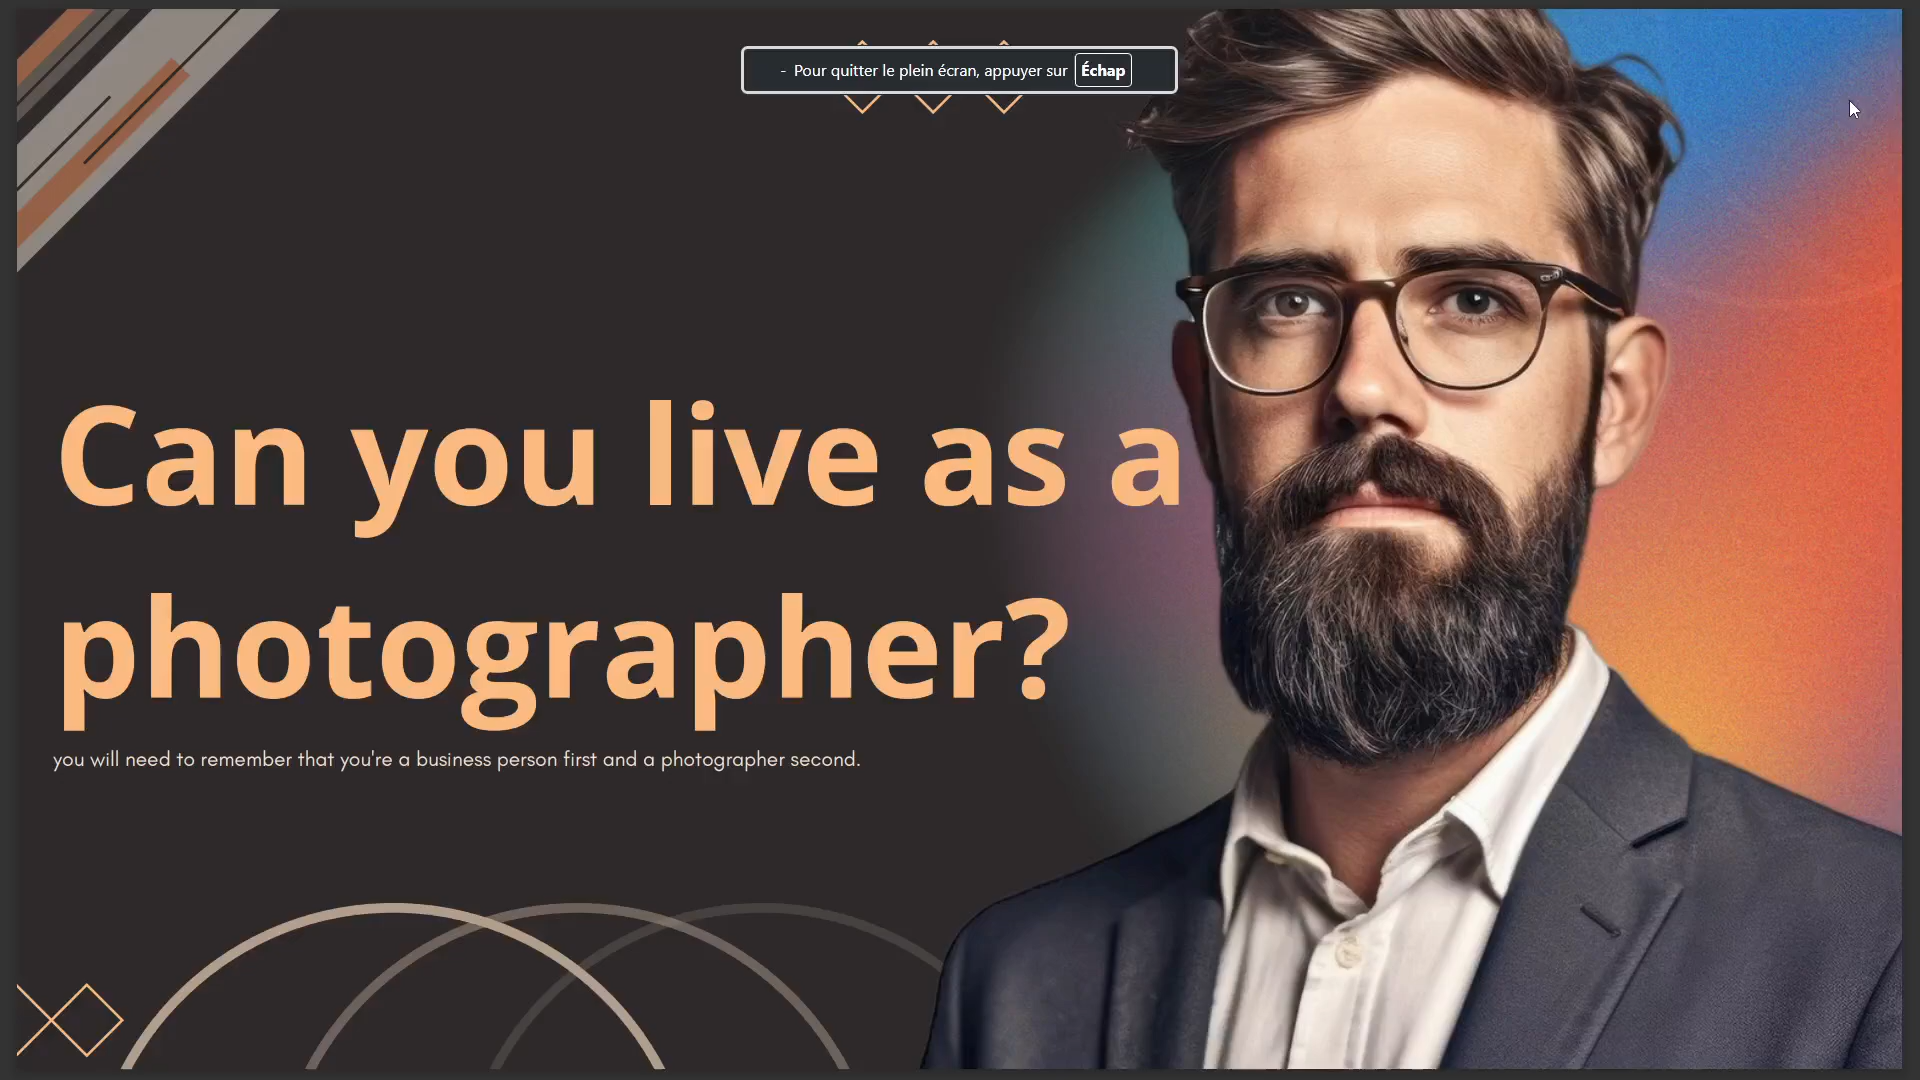 - Pour quitter le plein écran, appuyer sur Échap
Can you live as a
photographer?
you will need to remember that you're a business person first and a photographer second.